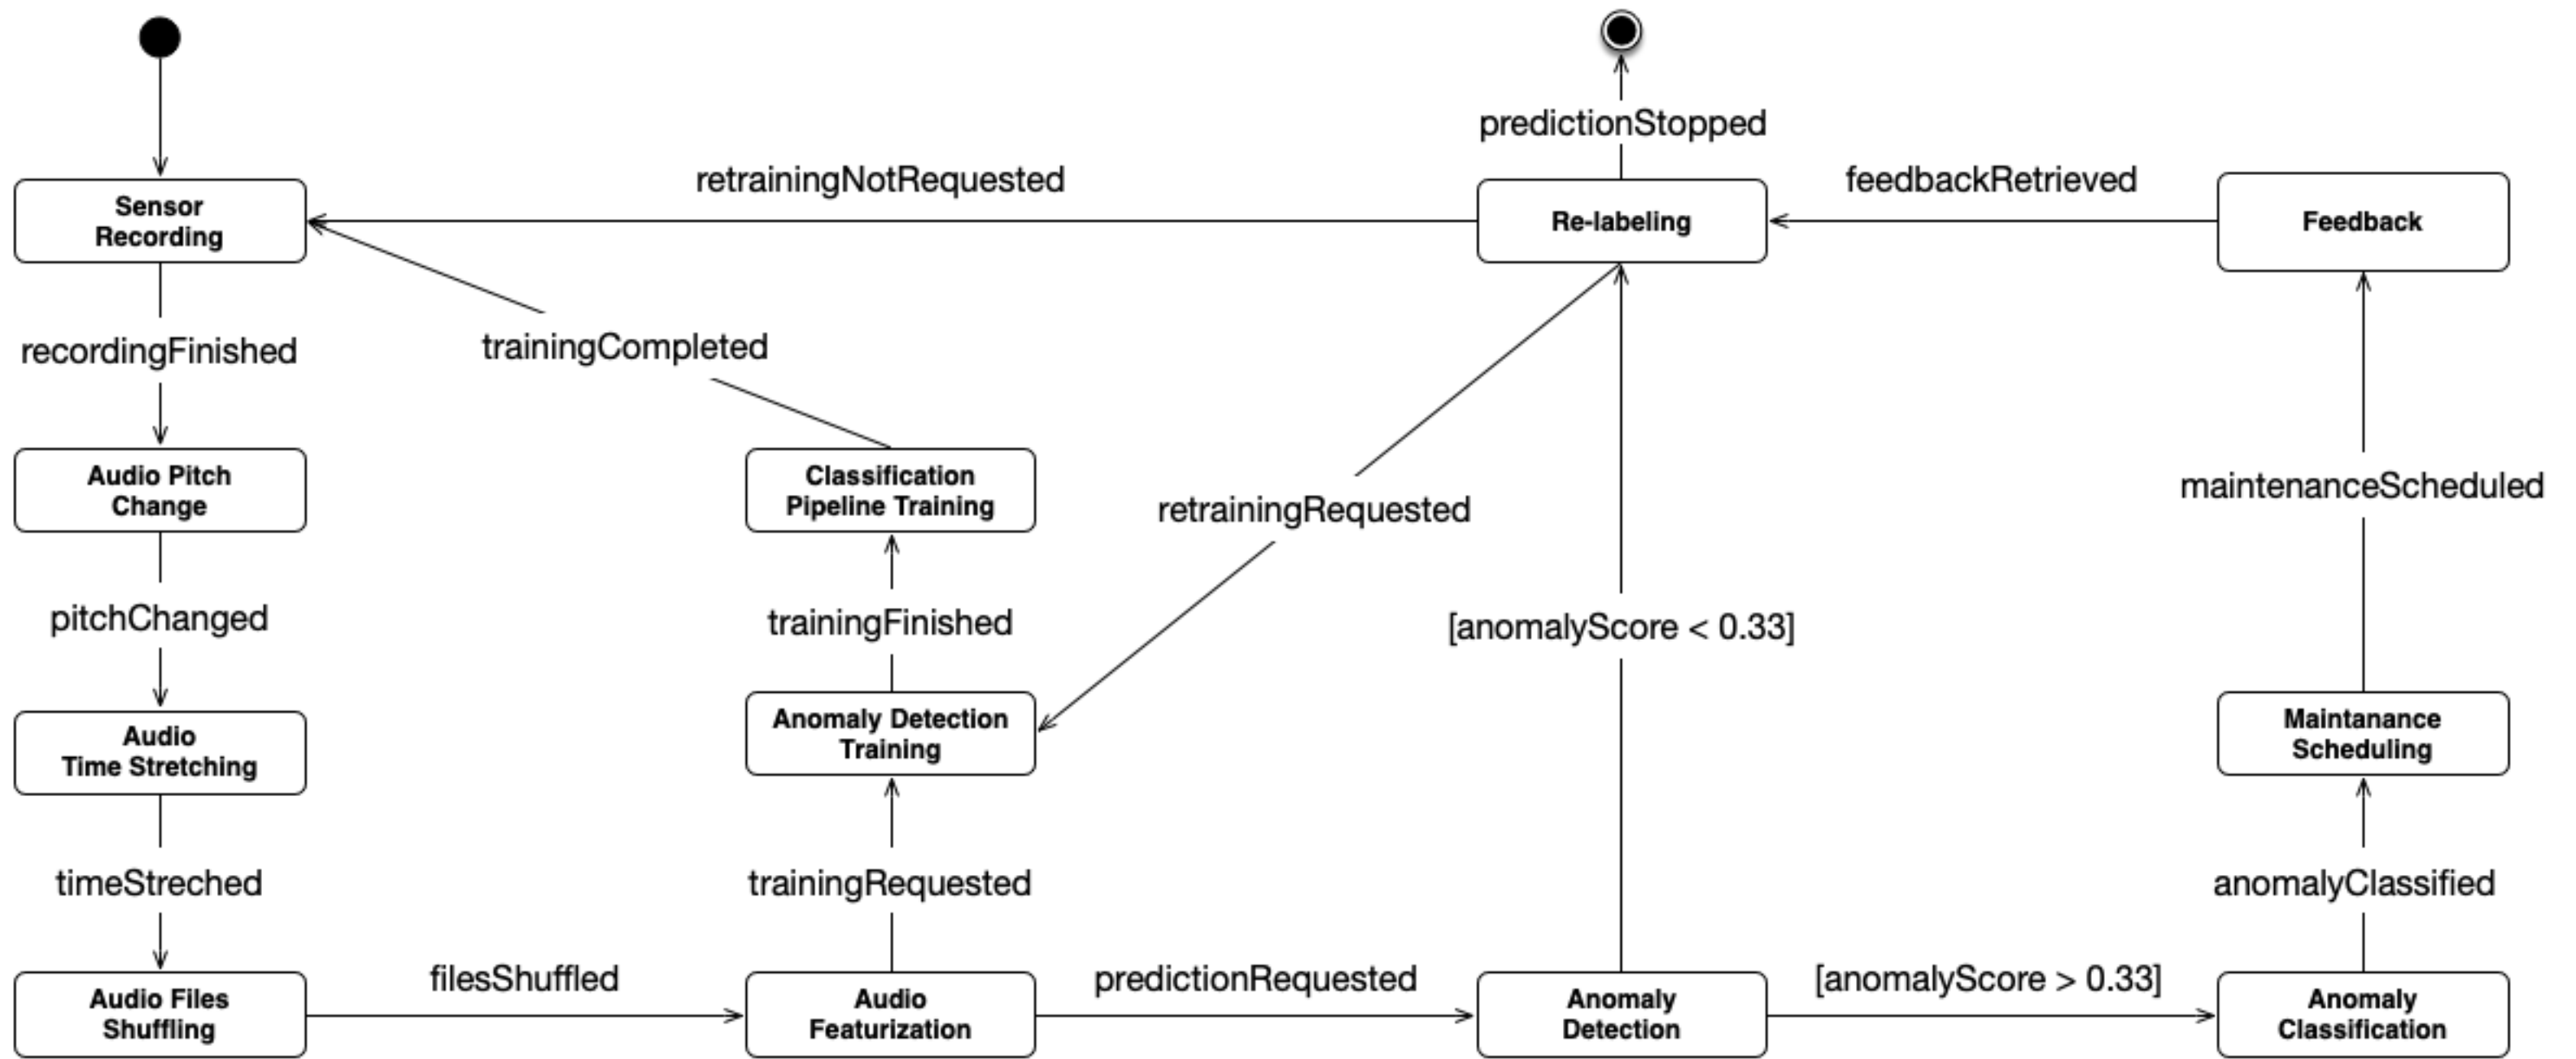 predictionStopped
retrainingNotRequested
feedbackRetrieved
Sensor
Recording
Re-labeling
Feedback
recordingFinished
trainingCompleted
Audio Pitch
Change
Classification
Pipeline Training
retrainingRequested
maintenanceScheduled
pitchChanged
trainingFinished
[anomalyScore < 0.33]
Audio
Time Stretching
Anomaly Detection
Training
Maintanance
Scheduling
timeStreched
trainingRequested
anomalyClassified
filesShuffled
predictionRequested
[anomalyScore > 0.33]
Audio Files
Shuffling
Audio
Featurization
Anomaly
Detection
Anomaly
Classification